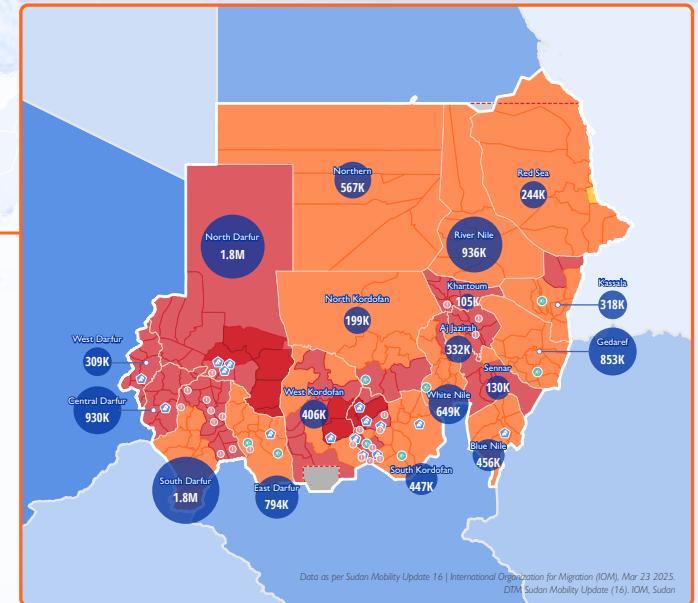 Northern
567K
Red Sea
244K
North Darfur
1.8M
River Nile
936K
Khartoum
105K
Kassala
318K
North Kordofan
199K
Aj Jazirah
332K
Gedaref
853K
West Darfur
309K
Sennar
130K
West Kordofan
406K
White Nile
649K
Central Darfur
930K
Blue Nile
456K
South Kordofan
447K
South Darfur
1.8M
East Darfur
794K
Data as per Sudan Mobility Update 16 | International Organization for Migration (IOM), Mar 23 2025.
DTM Sudan Mobility Update (16). IOM, Sudan